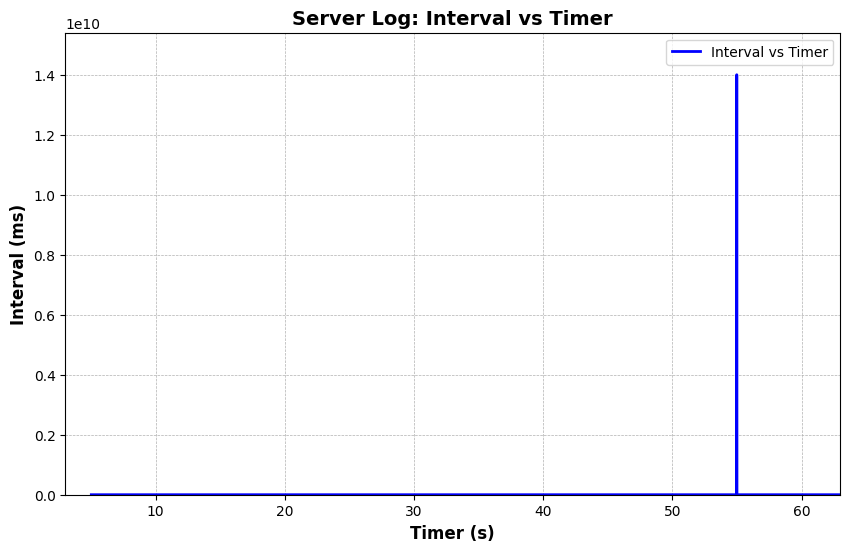 Server Log: Interval vs Timer
1e10
Interval vs Timer
1.4
1.2
1.0
0.8
0.6
0.4
0.2
0.0
Interval (ms)
10 20 30 40 50 60
Timer (s)